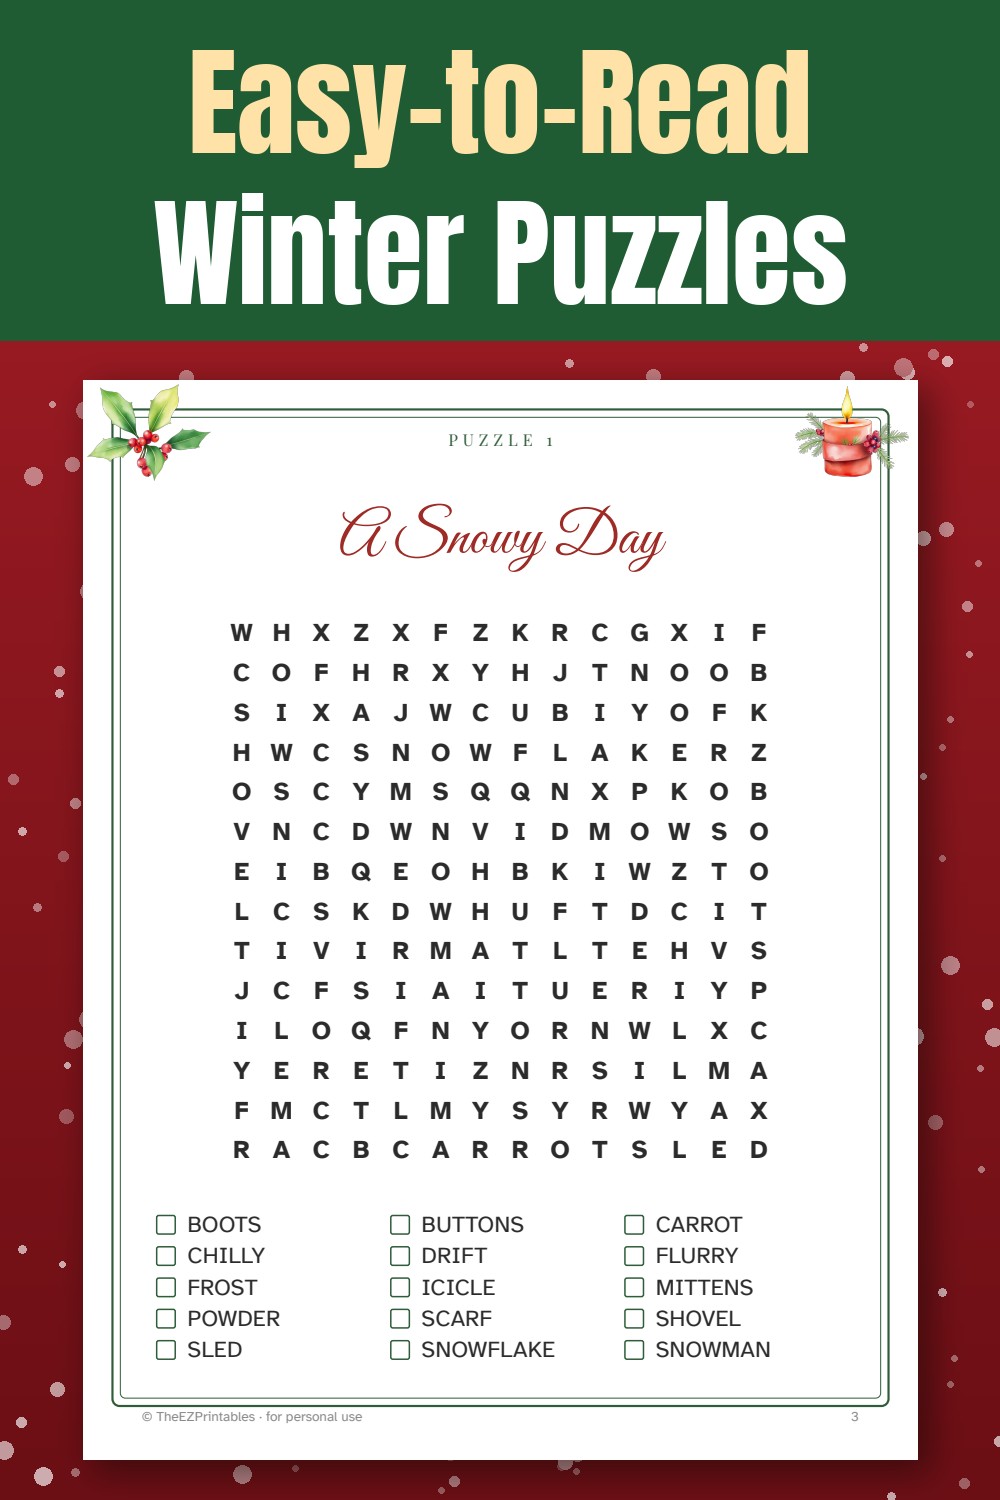 Easy-to-Read
Winter Puzzles
PUZZLE 1
A Snowy Day
W H X Z X F Z K R C G X I F
C O F H R X Y H J T N O O B
S I X A J W C U B I Y O F K
H W C S N O W F L A K E R Z
O S C Y M S Q Q N X P K O B
V N C D W N V I D M O W S O
E I B Q E O H B K I W Z T O
L C S K D W H U F T D C I T
T I V I R M A T L T E H V S
J C F S I A I T U E R I Y P
I L O Q F N Y O R N W L X C
Y E R E T I Z N R S I L M A
F M C T L M Y S Y R W Y A X
R A C B C A R R O T S L E D
BOOTS BUTTONS CARROT
CHILLY DRIFT FLURRY
FROST ICICLE MITTENS
POWDER SCARF SHOVEL
SLED SNOWFLAKE SNOWMAN
© TheEZPrintables · for personal use 3